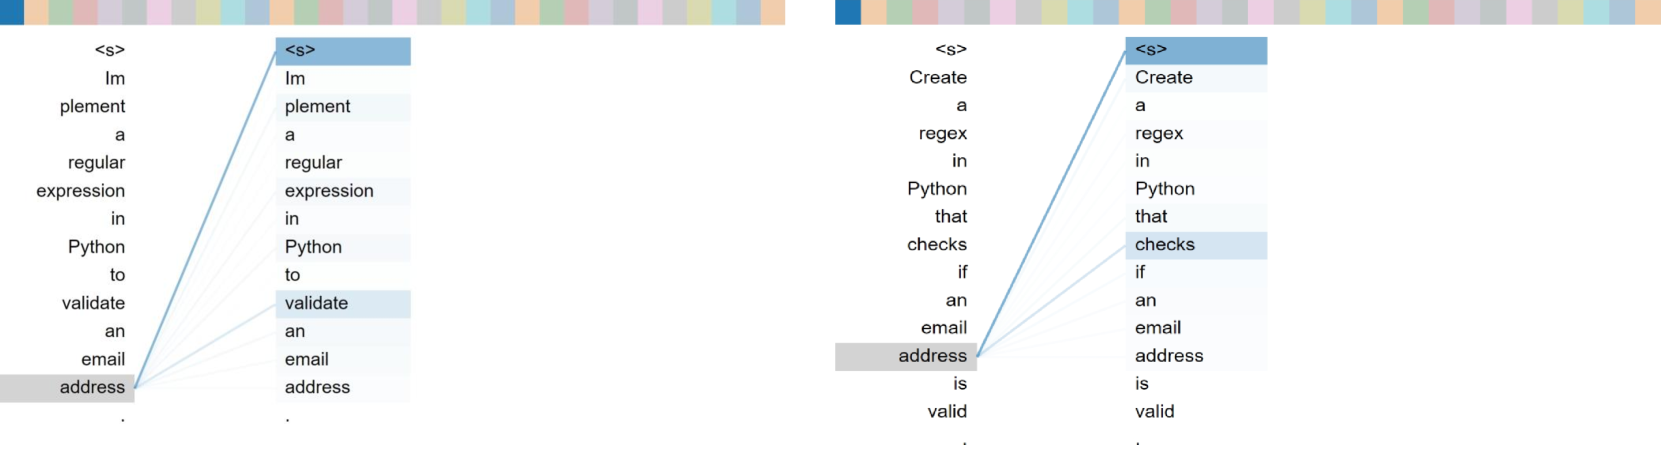 <s> <s>
Im Im
plement plement
a a
regular regular
expression expression
in in
Python Python
to to
validate validate
an an
email email
address address
. .
<s> <s>
Create Create
a a
regex regex
in in
Python Python
that that
checks checks
if if
an an
email email
address address
is is
valid valid
. .